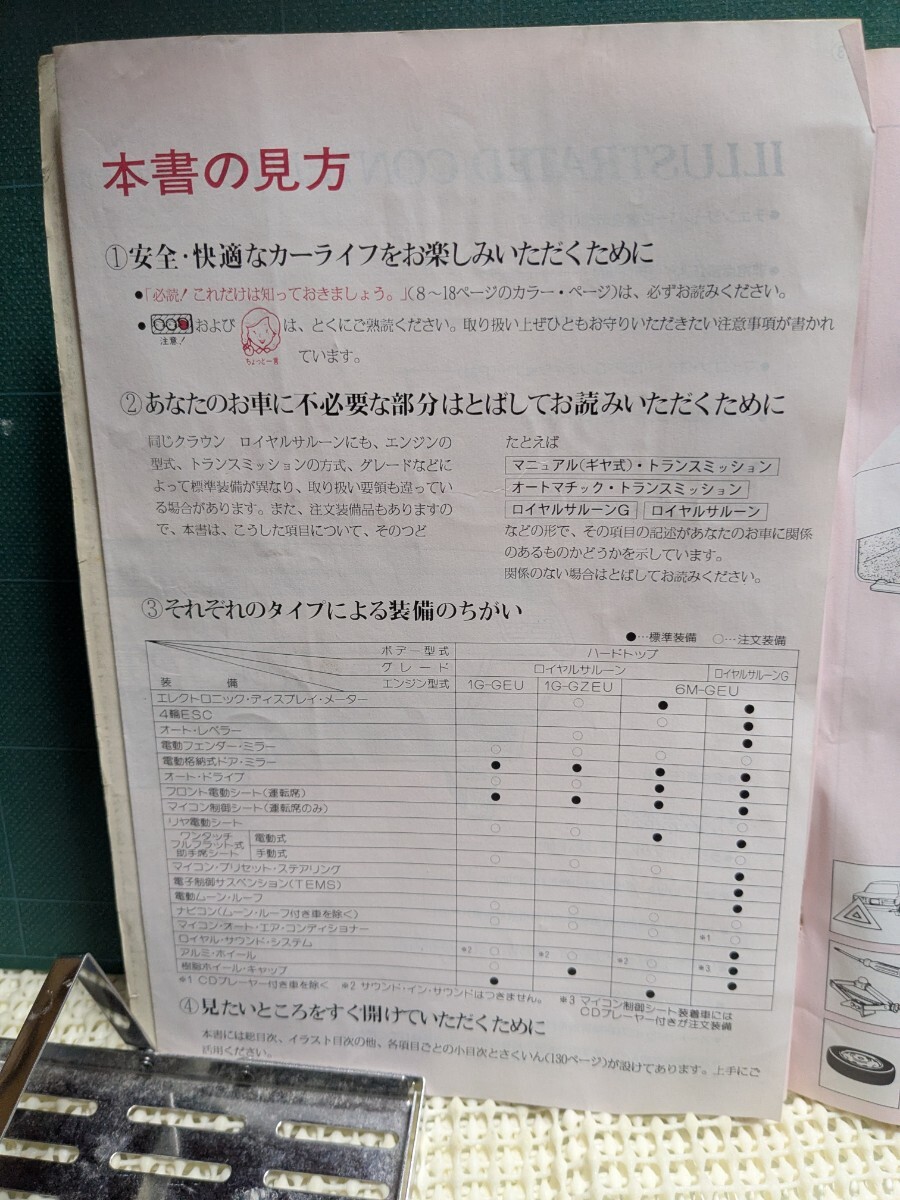 本書の見方
①安全・快適なカーライフをお楽しみいただくために
●「必読！これだけは知っておきましょう。」(8〜18ページのカラー・ページ)は、必ずお読みください。
● 注意！ および ちょっと一言 は、とくにご熟読ください。取り扱い上ぜひともお守りいただきたい注意事項が書かれ
ています。
②あなたのお車に不必要な部分はとばしてお読みいただくために
同じクラウン　ロイヤルサルーンにも、エンジンの
型式、トランスミッションの方式、グレードなどに
よって標準装備が異なり、取り扱い要領も違ってい
る場合があります。また、注文装備品もありますの
で、本書は、こうした項目について、そのつど
たとえば
マニュアル(ギヤ式)・トランスミッション
オートマチック・トランスミッション
ロイヤルサルーンG　ロイヤルサルーン
などの形で、その項目の記述があなたのお車に関係
のあるものかどうかを示しています。
関係のない場合はとばしてお読みください。
③それぞれのタイプによる装備のちがい
●…標準装備　○…注文装備
ボデー型式　ハードトップ
グレード　ロイヤルサルーン　ロイヤルサルーンG
装備　エンジン型式　1G-GEU　1G-GZEU　6M-GEU
エレクトロニック・ディスプレイ・メーター
4輪ESC
オート・レベラー
電動フェンダー・ミラー
電動格納式ドア・ミラー
オート・ドライブ
フロント電動シート(運転席)
マイコン制御シート(運転席のみ)
リヤ電動シート
ワンタッチフルフラット式助手席シート　電動式
手動式
マイコン・プリセット・ステアリング
電子制御サスペンション(TEMS)
電動ムーン・ルーフ
ナビコン(ムーン・ルーフ付き車を除く)
マイコン・オート・エア・コンディショナー
ロイヤル・サウンド・システム
アルミ・ホイール
樹脂ホイール・キャップ
＊1 CDプレーヤー付き車を除く　＊2 サウンド・イン・サウンドはつきません。　＊3 マイコン制御シート装着車には
CDプレーヤー付きが注文装備
④見たいところをすぐ開けていただくために
本書には総目次、イラスト目次の他、各項目ごとの小目次とさくいん(130ページ)が設けてあります。上手にご
活用ください。